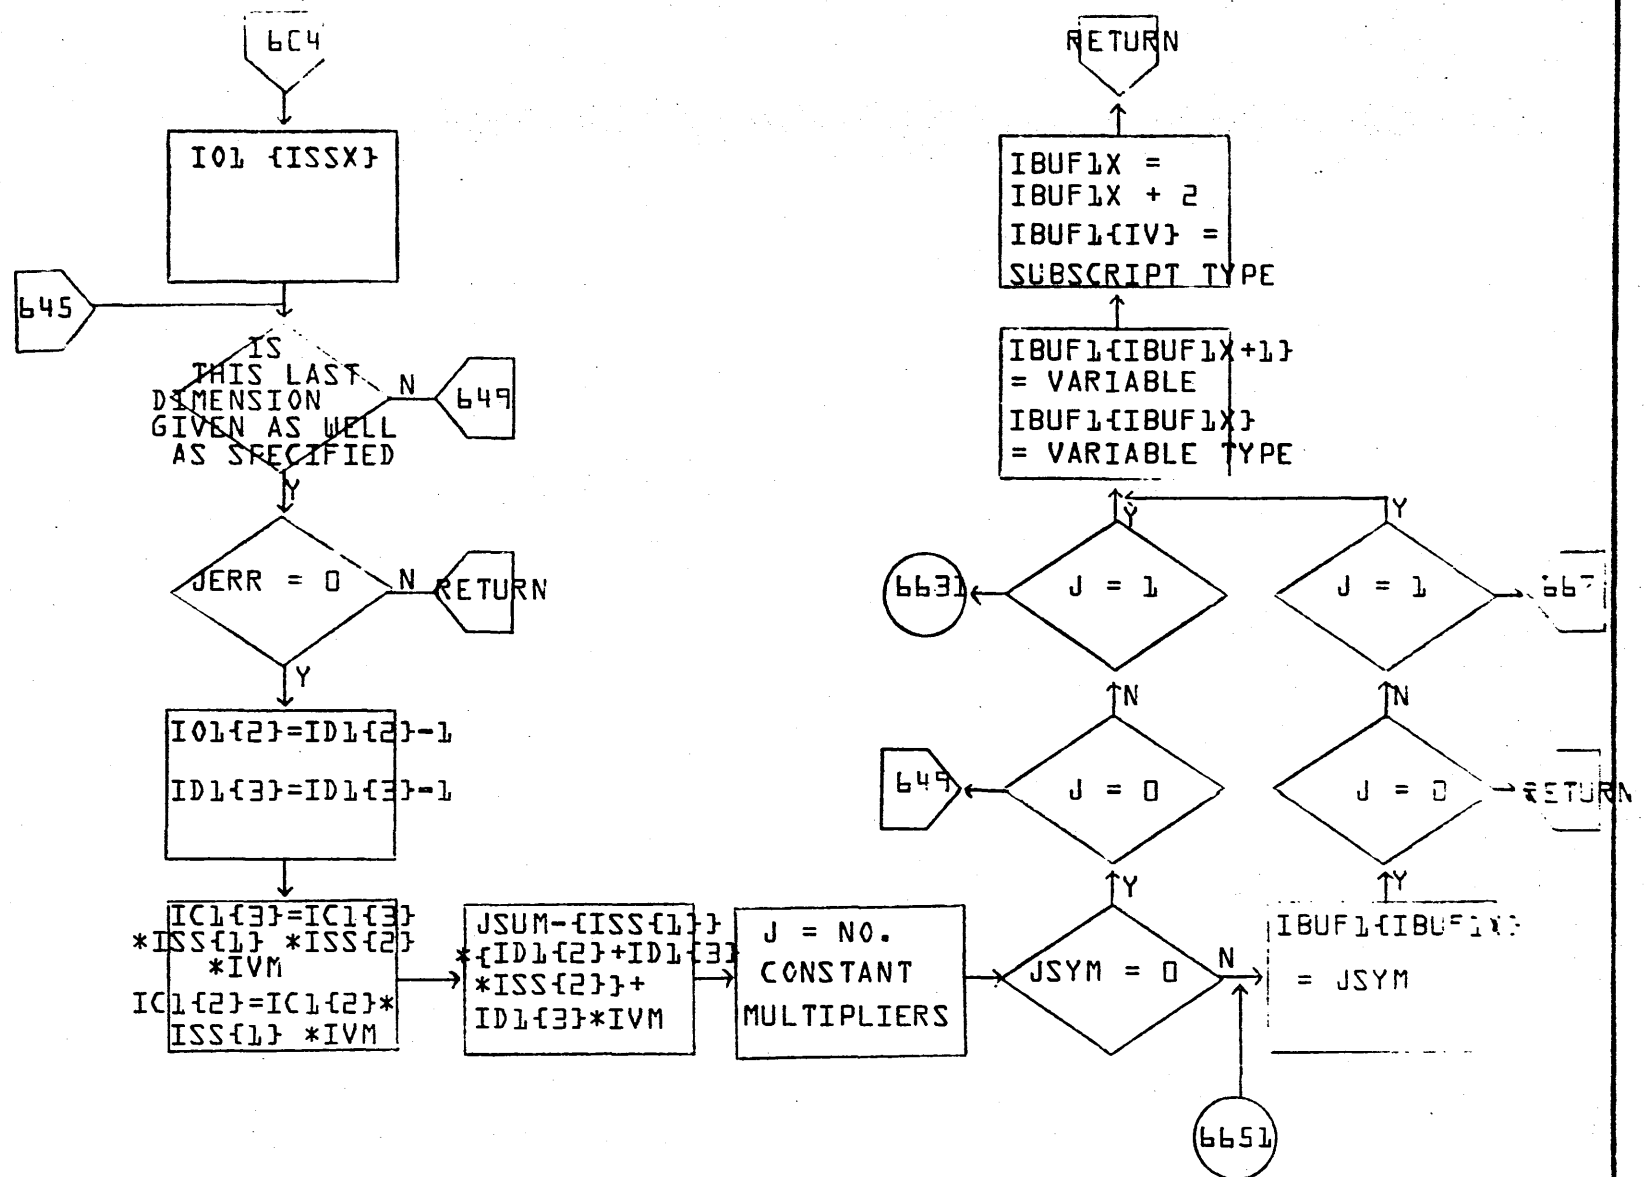 6C4
IO1 {ISSX}
645
IS
THIS LAST
DIMENSION
GIVEN AS WELL
AS SPECIFIED
N
649
Y
JERR = 0
N
RETURN
Y
IO1{2}=ID1{2}-1
ID1{3}=ID1{3}-1
IC1{3}=IC1{3}
*ISS{1} *ISS{2}
*IVM
IC1{2}=IC1{2}*
ISS{1} *IVM
JSUM-{ISS{1}}
*{ID1{2}+ID1{3}
*ISS{2}}+
ID1{3}*IVM
J = NO.
CONSTANT
MULTIPLIERS
JSYM = 0
N
6651
Y
J = 0
649
N
J = 1
6631
Y
IBUF1{IBUF1X+1}
= VARIABLE
IBUF1{IBUF1X}
= VARIABLE TYPE
IBUF1X =
IBUF1X + 2
IBUF1{IV} =
SUBSCRIPT TYPE
RETURN
IBUF1{IBUF1X}
= JSYM
Y
J = 0
RETURN
N
J = 1
Y